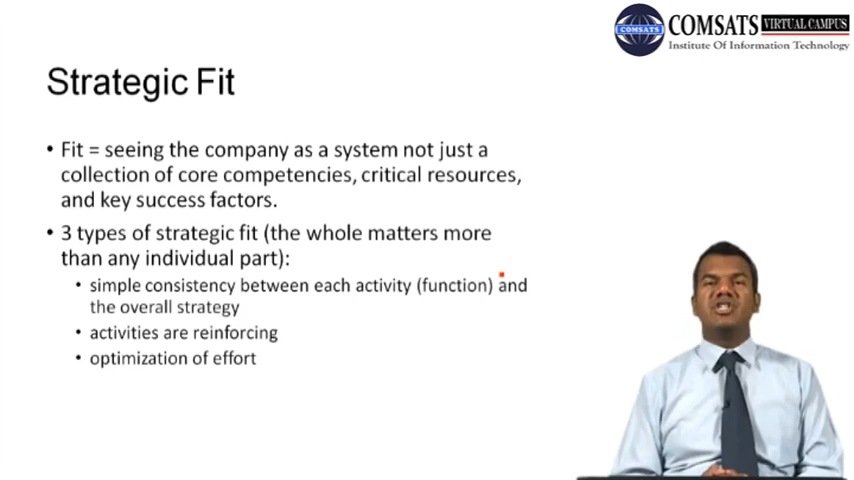 COMSATS VIRTUAL CAMPUS
COMSATS
Institute Of Information Technology
Strategic Fit
• Fit = seeing the company as a system not just a
collection of core competencies, critical resources,
and key success factors.
• 3 types of strategic fit (the whole matters more
than any individual part):
• simple consistency between each activity (function) and
the overall strategy
• activities are reinforcing
• optimization of effort